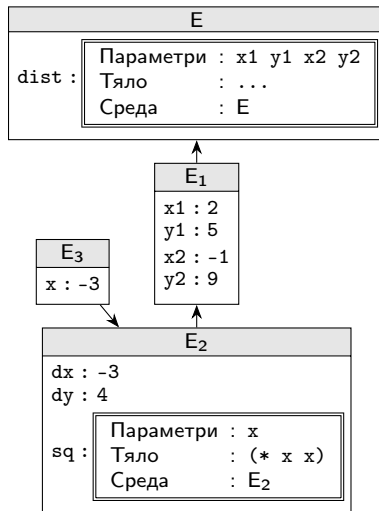 E
dist :
Параметри : x1 y1 x2 y2
Тяло : ...
Среда : E
E₁
x1 : 2
y1 : 5
x2 : -1
y2 : 9
E₃
x : -3
E₂
dx : -3
dy : 4
sq :
Параметри : x
Тяло : (* x x)
Среда : E₂